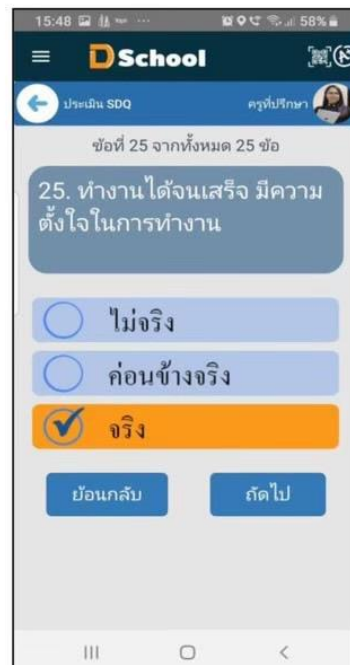 15:48 58%
DSchool
ประเมิน SDQ ครูที่ปรึกษา
ข้อที่ 25 จากทั้งหมด 25 ข้อ
25. ทำงานได้จนเสร็จ มีความ
ตั้งใจในการทำงาน
ไม่จริง
ค่อนข้างจริง
จริง
ย้อนกลับ ถัดไป